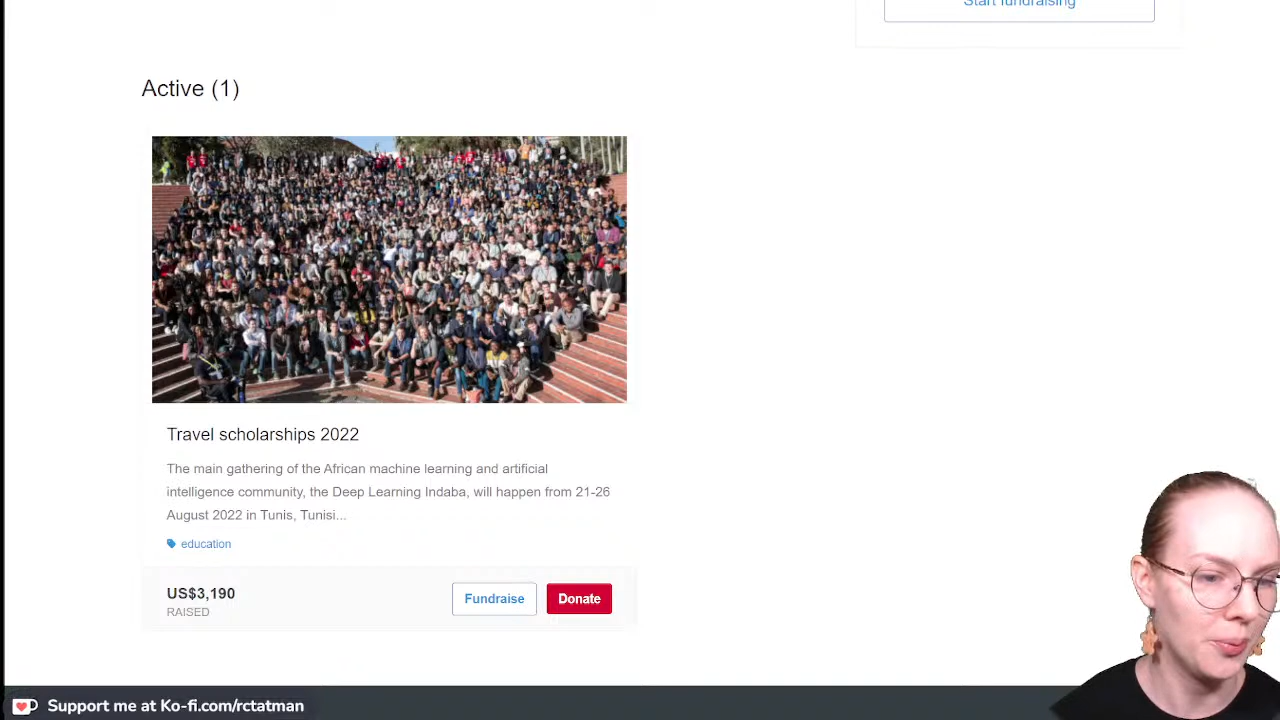 Start fundraising
Active (1)
Travel scholarships 2022
The main gathering of the African machine learning and artificial
intelligence community, the Deep Learning Indaba, will happen from 21-26
August 2022 in Tunis, Tunisi...
education
US$3,190
RAISED
Fundraise
Donate
Support me at Ko-fi.com/rctatman